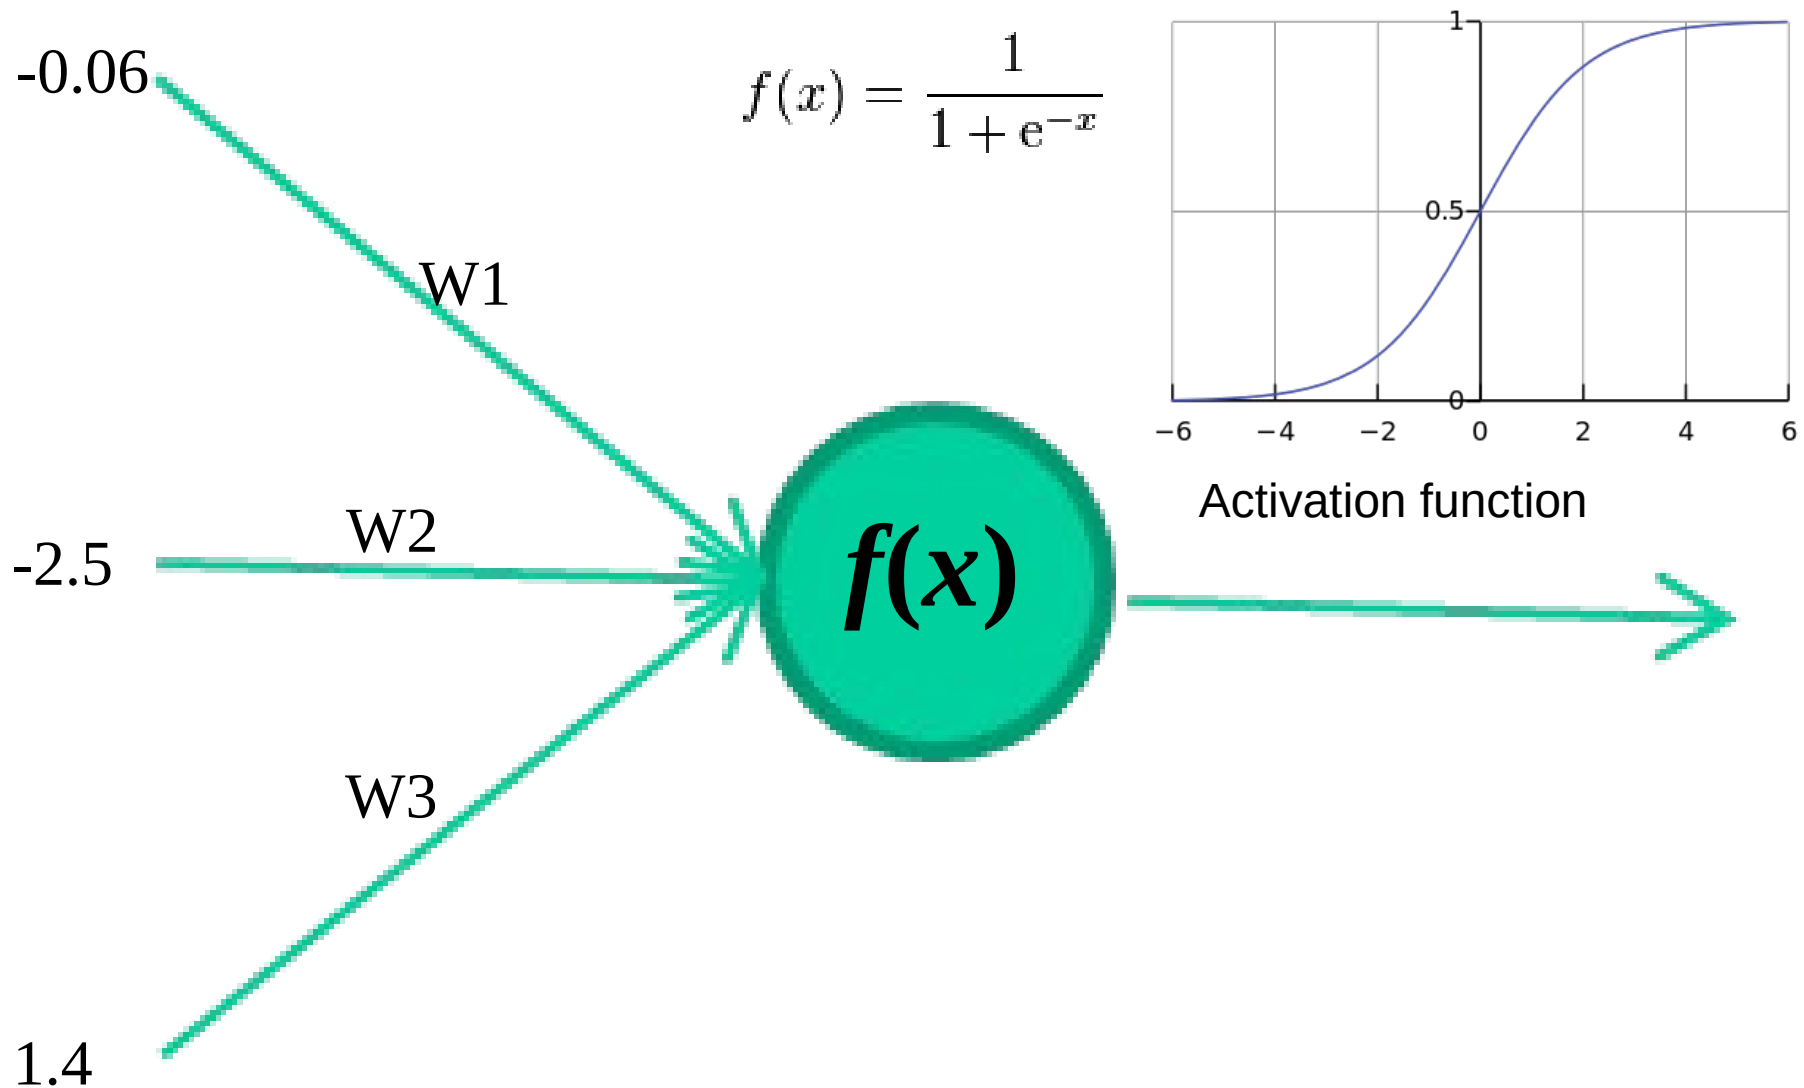 -0.06
f(x) = 1 / (1 + e^−x)
1
0.5
0
−6 −4 −2 0 2 4 6
Activation function
W1
W2
-2.5
f(x)
W3
1.4